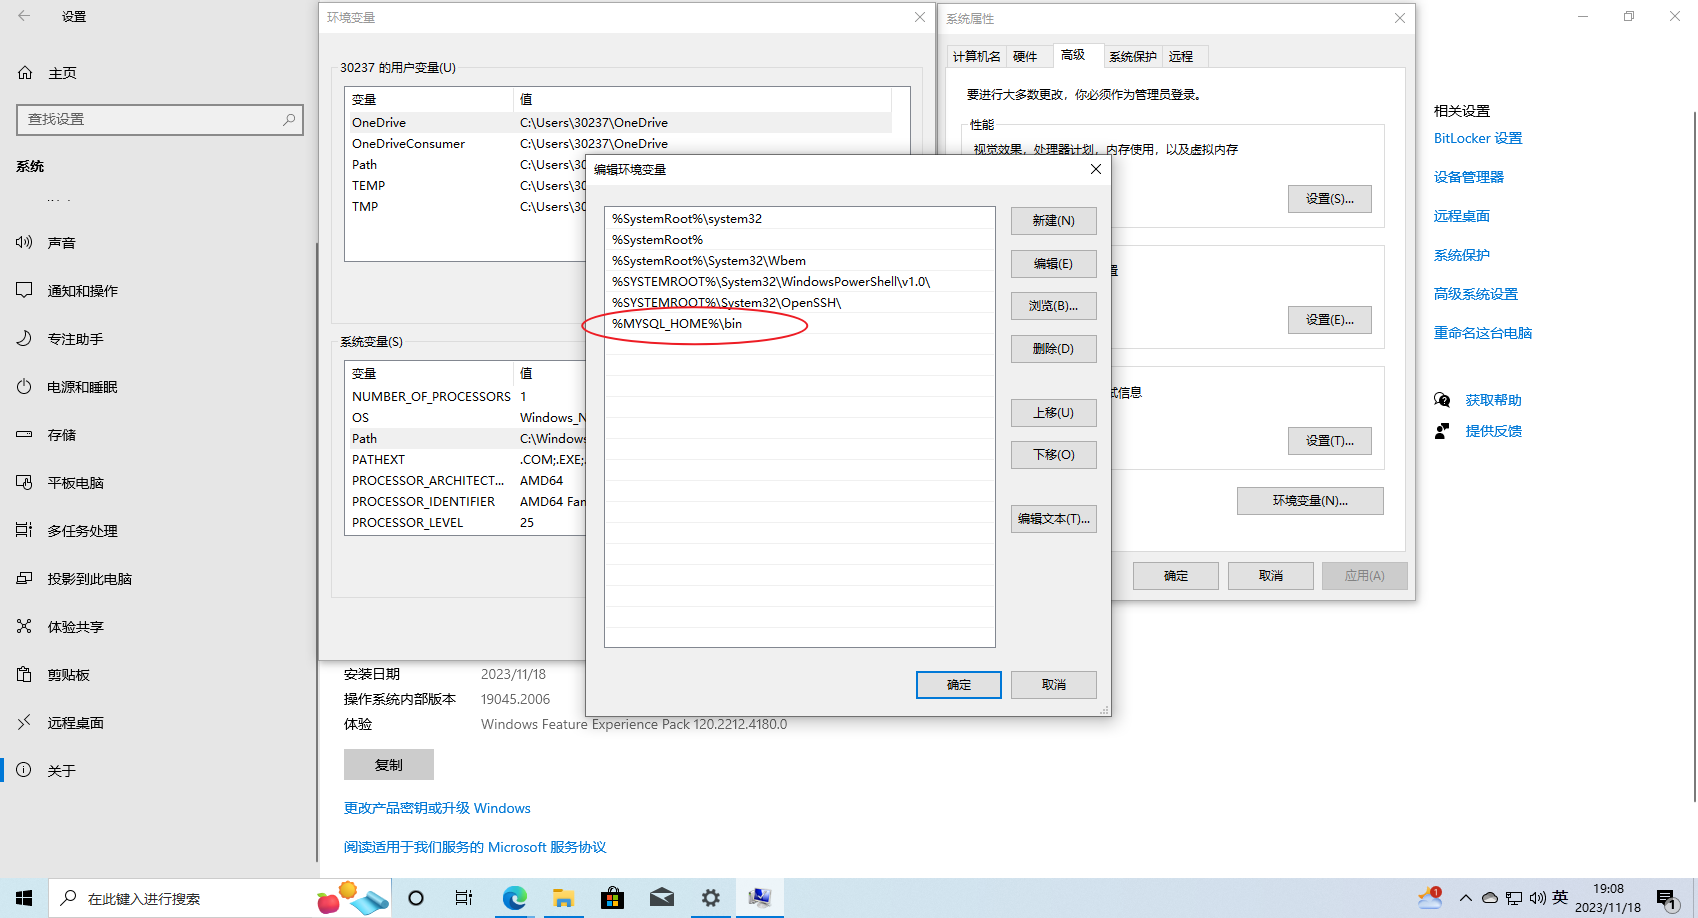 设置
主页
查找设置
系统
声音
通知和操作
专注助手
电源和睡眠
存储
平板电脑
多任务处理
投影到此电脑
体验共享
剪贴板
远程桌面
关于
环境变量
30237 的用户变量(U)
变量 值
OneDrive C:\Users\30237\OneDrive
OneDriveConsumer C:\Users\30237\OneDrive
Path C:\Users\30
TEMP C:\Users\30
TMP C:\Users\30
系统变量(S)
变量 值
NUMBER_OF_PROCESSORS 1
OS Windows_N
Path C:\Windows
PATHEXT .COM;.EXE;
PROCESSOR_ARCHITECT... AMD64
PROCESSOR_IDENTIFIER AMD64 Fan
PROCESSOR_LEVEL 25
编辑环境变量
%SystemRoot%\system32
%SystemRoot%
%SystemRoot%\System32\Wbem
%SYSTEMROOT%\System32\WindowsPowerShell\v1.0\
%SYSTEMROOT%\System32\OpenSSH\
%MYSQL_HOME%\bin
新建(N)
编辑(E)
浏览(B)...
删除(D)
上移(U)
下移(O)
编辑文本(T)...
确定
取消
系统属性
计算机名 硬件 高级 系统保护 远程
要进行大多数更改，你必须作为管理员登录。
性能
视觉效果，处理器计划，内存使用，以及虚拟内存
设置(S)...
置
设置(E)...
试信息
设置(T)...
环境变量(N)...
确定
取消
应用(A)
安装日期 2023/11/18
操作系统内部版本 19045.2006
体验 Windows Feature Experience Pack 120.2212.4180.0
复制
更改产品密钥或升级 Windows
阅读适用于我们服务的 Microsoft 服务协议
相关设置
BitLocker 设置
设备管理器
远程桌面
系统保护
高级系统设置
重命名这台电脑
获取帮助
提供反馈
在此键入进行搜索
1
英
19:08
2023/11/18
1